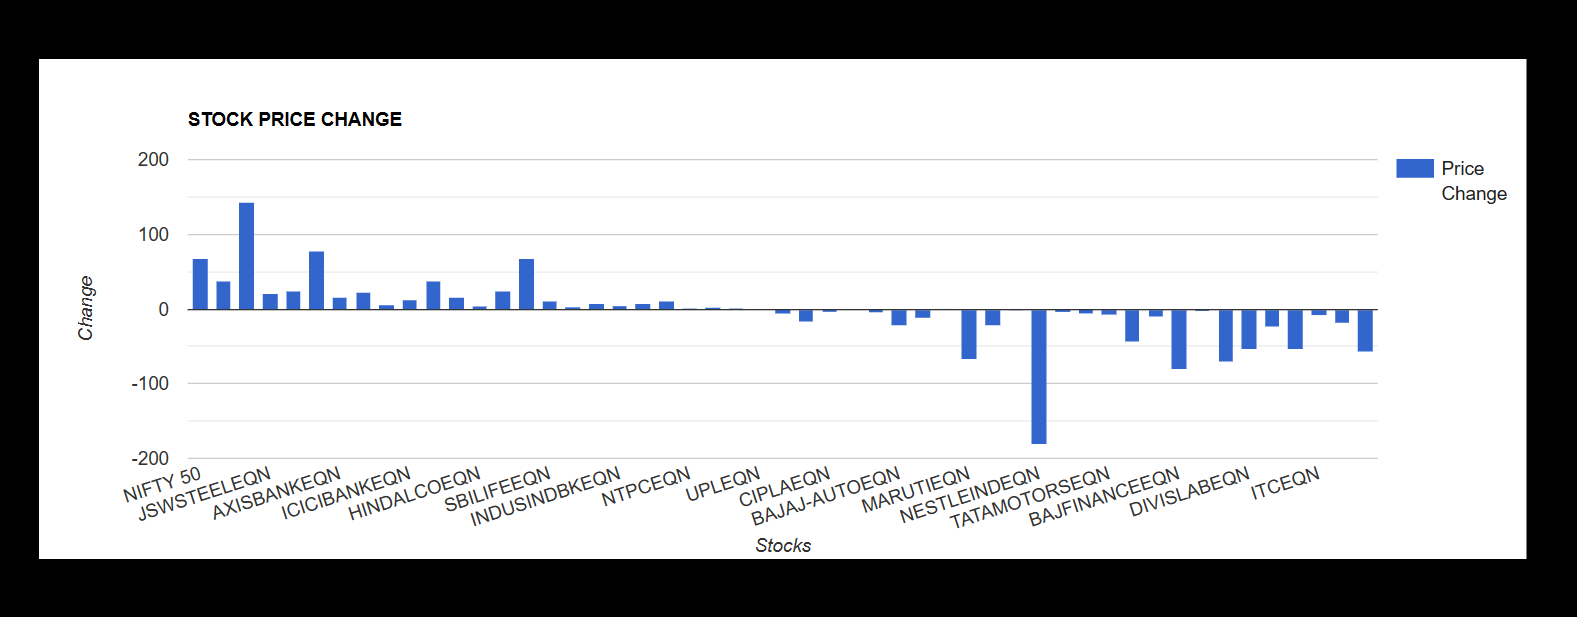 STOCK PRICE CHANGE
200
100
0
-100
-200
Change
Price
Change
NIFTY 50
JSWSTEELEQN
AXISBANKEQN
ICICIBANKEQN
HINDALCOEQN
SBILIFEEQN
INDUSINDBKEQN
NTPCEQN
UPLEQN
CIPLAEQN
BAJAJ-AUTOEQN
MARUTIEQN
NESTLEINDEQN
TATAMOTORSEQN
BAJFINANCEEQN
DIVISLABEQN
ITCEQN
Stocks